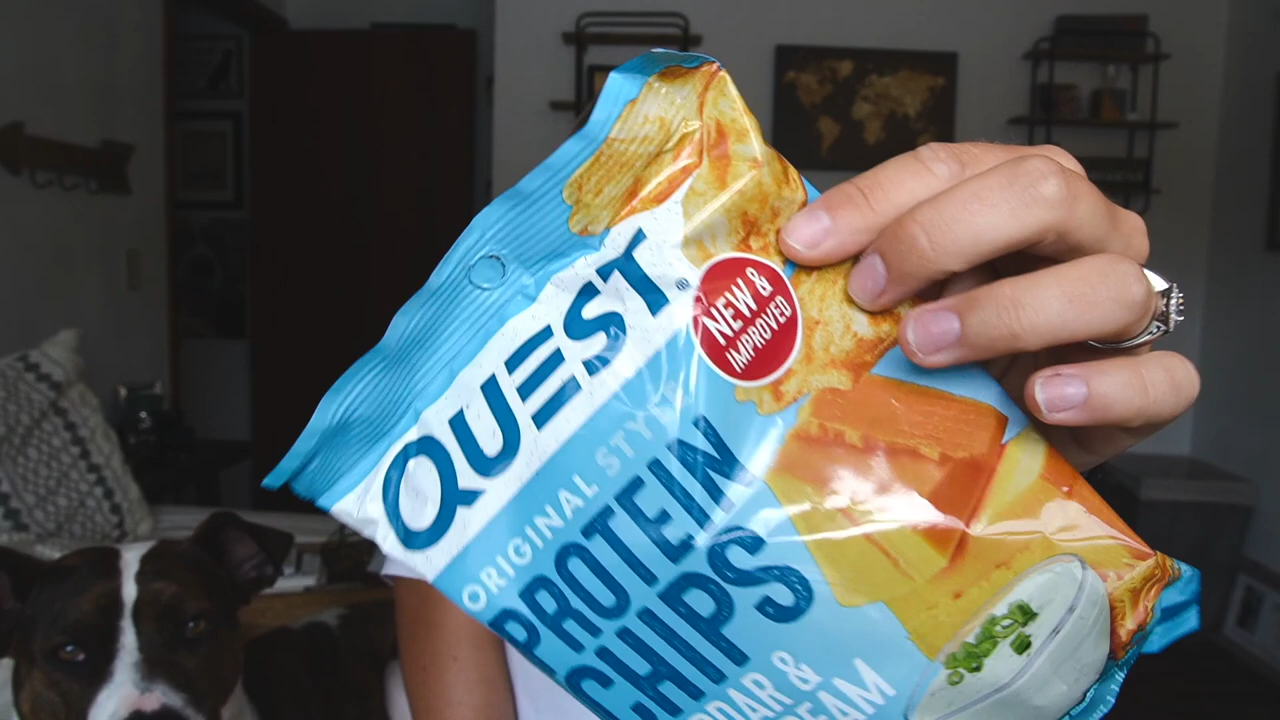 QUEST®
NEW &
IMPROVED
ORIGINAL STYLE
PROTEIN
CHIPS
&